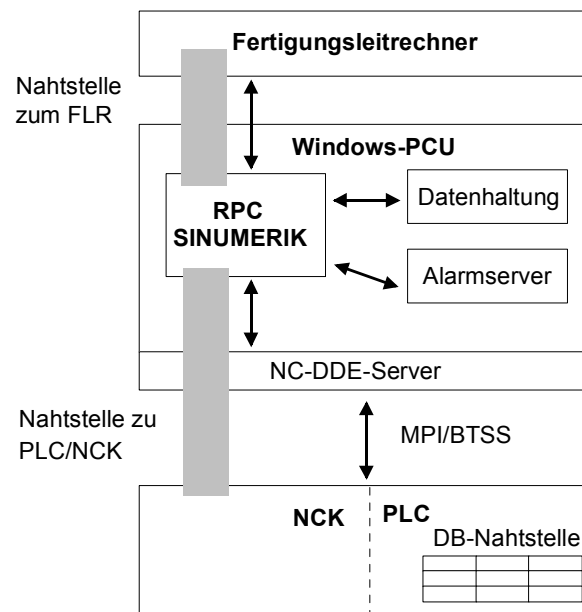 Fertigungsleitrechner
Nahtstelle
zum FLR
Windows-PCU
RPC
SINUMERIK
Datenhaltung
Alarmserver
NC-DDE-Server
Nahtstelle zu
PLC/NCK
MPI/BTSS
NCK
PLC
DB-Nahtstelle